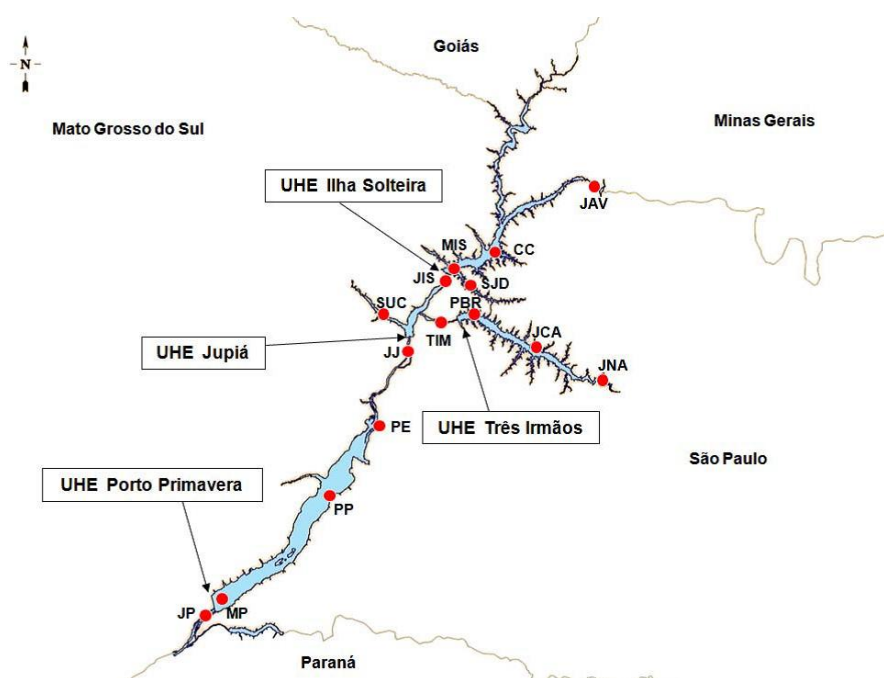 Goiás
N
Minas Gerais
Mato Grosso do Sul
UHE Ilha Solteira
JAV
MIS
CC
JIS
SJD
SUC
PBR
TIM
JCA
UHE Jupiá
JJ
JNA
PE
UHE Três Irmãos
São Paulo
UHE Porto Primavera
PP
JP
MP
Paraná